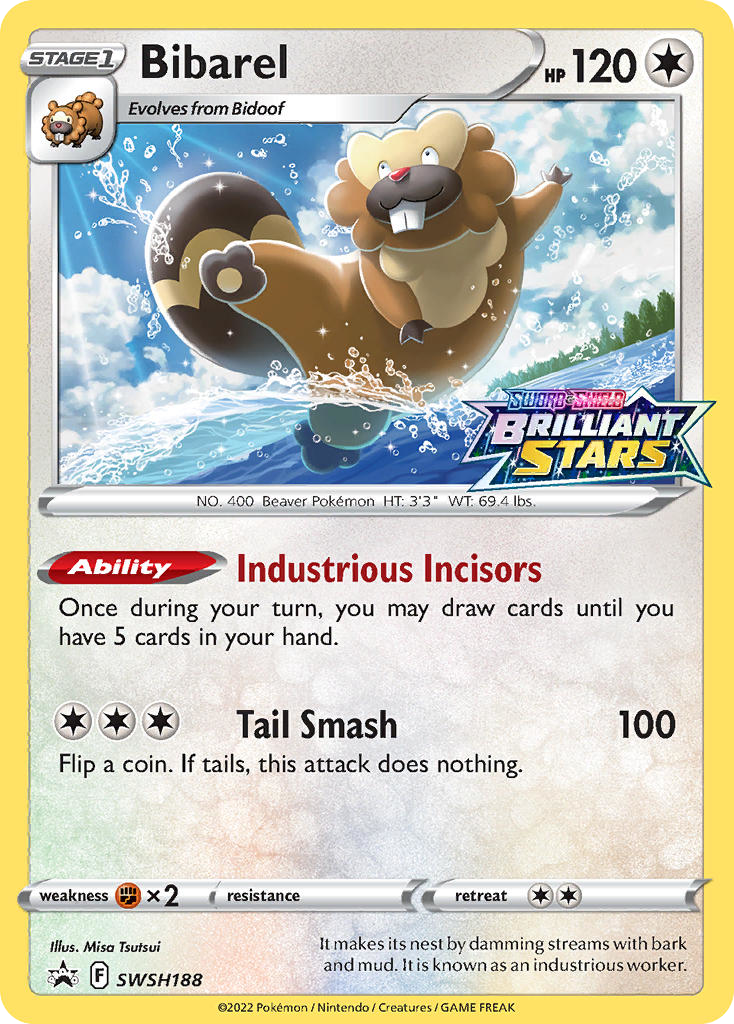 STAGE 1
Bibarel
HP 120
Evolves from Bidoof
SWORD & SHIELD
BRILLIANT
STARS
NO. 400 Beaver Pokémon HT: 3'3" WT: 69.4 lbs.
Ability Industrious Incisors
Once during your turn, you may draw cards until you
have 5 cards in your hand.
Tail Smash 100
Flip a coin. If tails, this attack does nothing.
weakness ×2 resistance retreat
Illus. Misa Tsutsui
It makes its nest by damming streams with bark
and mud. It is known as an industrious worker.
F SWSH188
©2022 Pokémon / Nintendo / Creatures / GAME FREAK